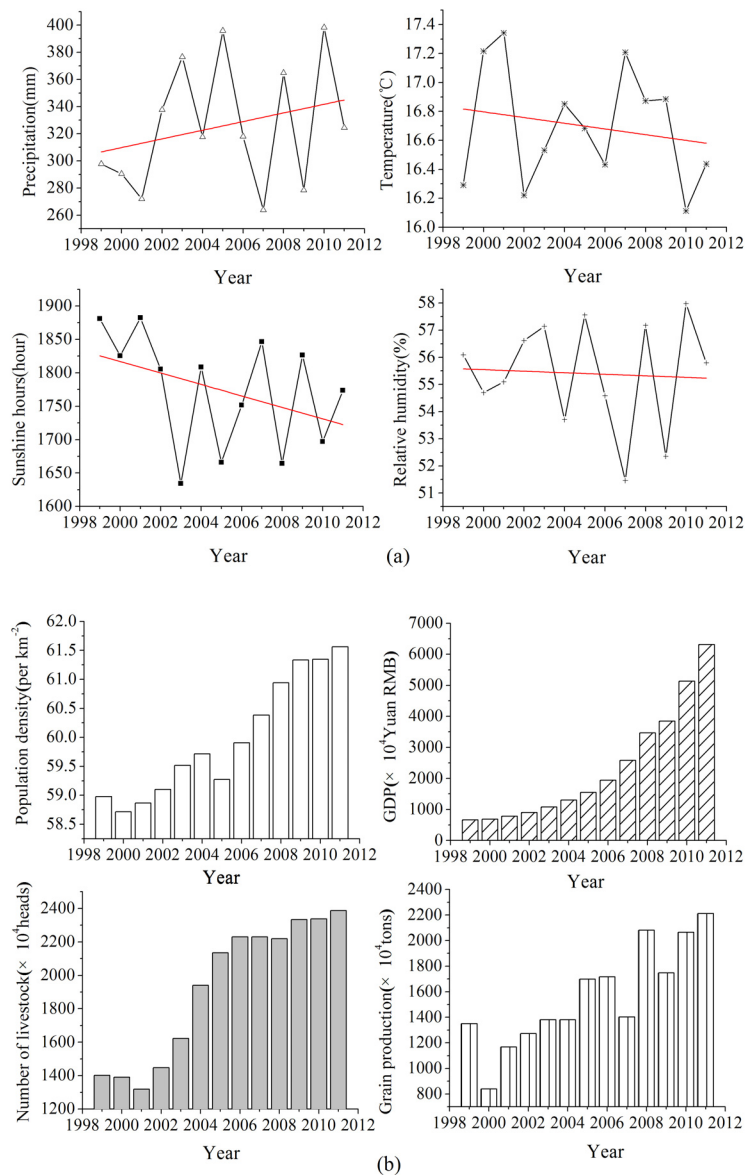 400
380
360
340
320
300
280
260
Precipitation(mm)
1998 2000 2002 2004 2006 2008 2010 2012
Year
17.4
17.2
17.0
16.8
16.6
16.4
16.2
16.0
Temperature(℃)
1998 2000 2002 2004 2006 2008 2010 2012
Year
1900
1850
1800
1750
1700
1650
1600
Sunshine hours(hour)
1998 2000 2002 2004 2006 2008 2010 2012
Year
58
57
56
55
54
53
52
51
Relative humidity(%)
1998 2000 2002 2004 2006 2008 2010 2012
Year
(a)
62.0
61.5
61.0
60.5
60.0
59.5
59.0
58.5
Population density(per km-2)
1998 2000 2002 2004 2006 2008 2010 2012
Year
7000
6000
5000
4000
3000
2000
1000
0
GDP(× 10⁴Yuan RMB)
1998 2000 2002 2004 2006 2008 2010 2012
Year
2400
2200
2000
1800
1600
1400
1200
Number of livestock(× 10⁴heads)
1998 2000 2002 2004 2006 2008 2010 2012
Year
2400
2200
2000
1800
1600
1400
1200
1000
800
Grain production(× 10⁴tons)
1998 2000 2002 2004 2006 2008 2010 2012
Year
(b)